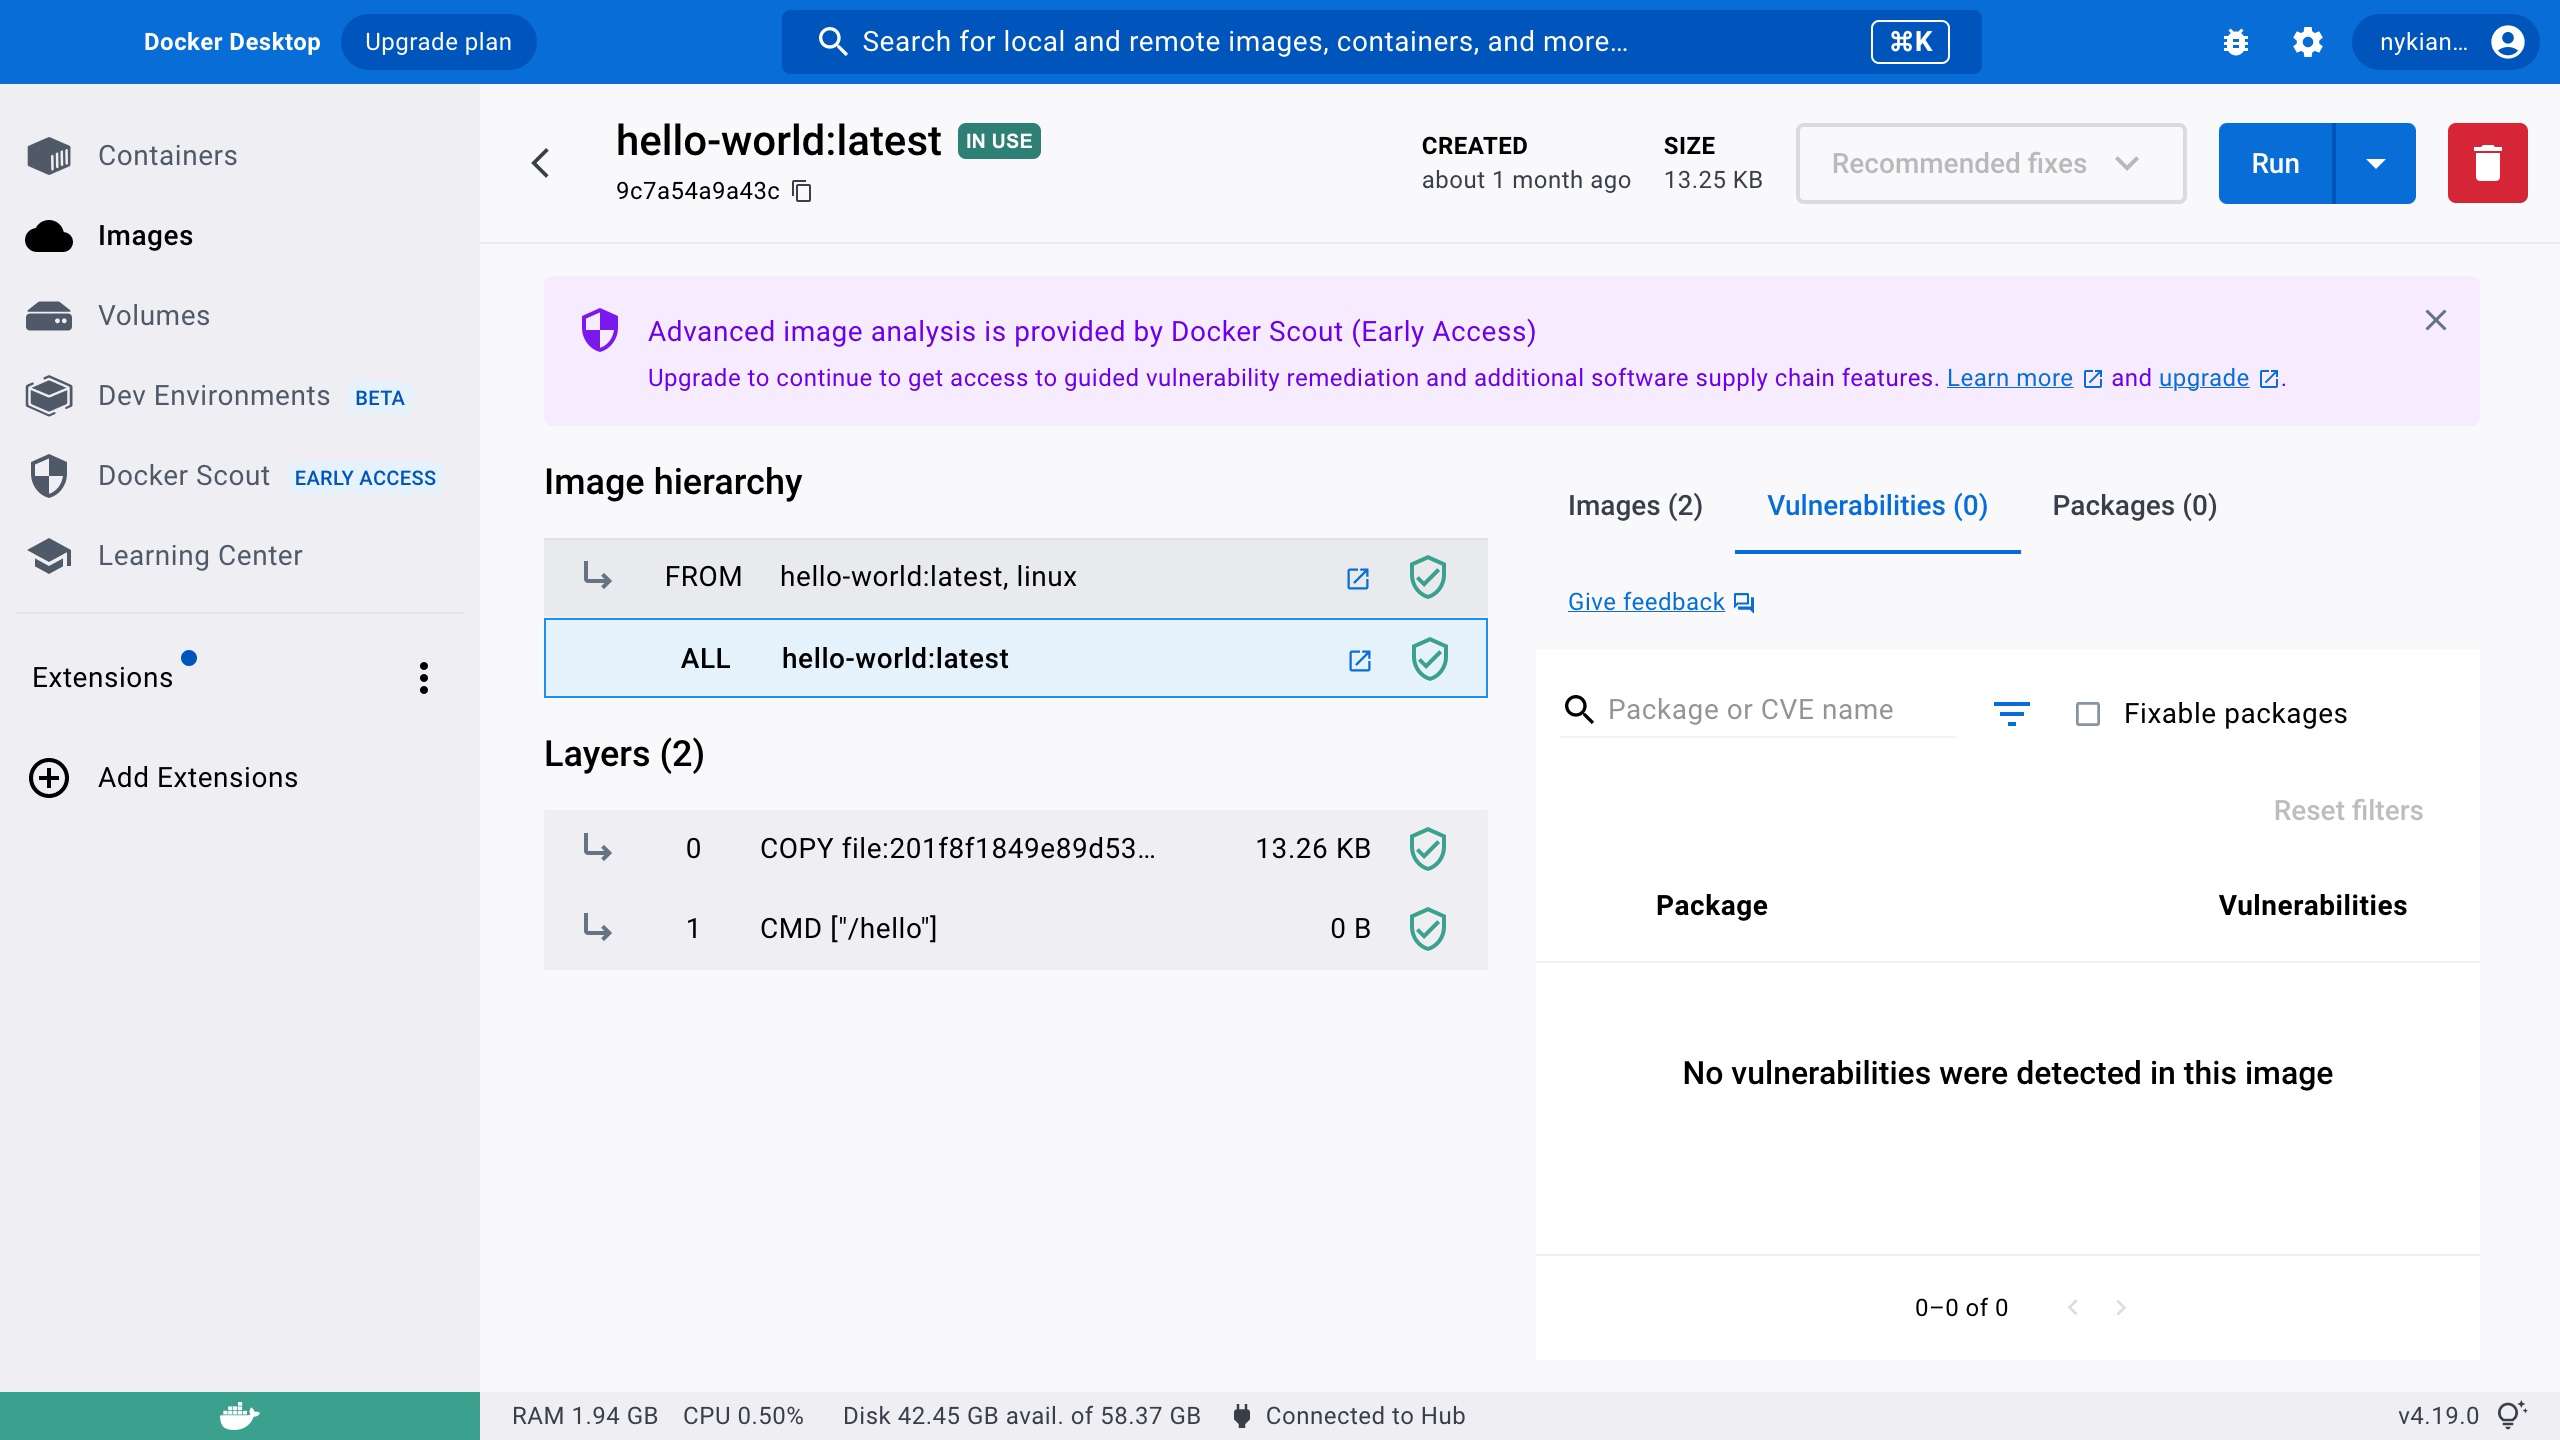 Docker Desktop
Upgrade plan
Search for local and remote images, containers, and more...
⌘K
nykian...
Containers
Images
Volumes
Dev Environments BETA
Docker Scout EARLY ACCESS
Learning Center
Extensions
Add Extensions
hello-world:latest IN USE
9c7a54a9a43c
CREATED
about 1 month ago
SIZE
13.25 KB
Recommended fixes
Run
Advanced image analysis is provided by Docker Scout (Early Access)
Upgrade to continue to get access to guided vulnerability remediation and additional software supply chain features. Learn more and upgrade .
Image hierarchy
FROM hello-world:latest, linux
ALL hello-world:latest
Layers (2)
0 COPY file:201f8f1849e89d53... 13.26 KB
1 CMD ["/hello"] 0 B
Images (2)
Vulnerabilities (0)
Packages (0)
Give feedback
Package or CVE name
Fixable packages
Reset filters
Package
Vulnerabilities
No vulnerabilities were detected in this image
0–0 of 0
RAM 1.94 GB
CPU 0.50%
Disk 42.45 GB avail. of 58.37 GB
Connected to Hub
v4.19.0